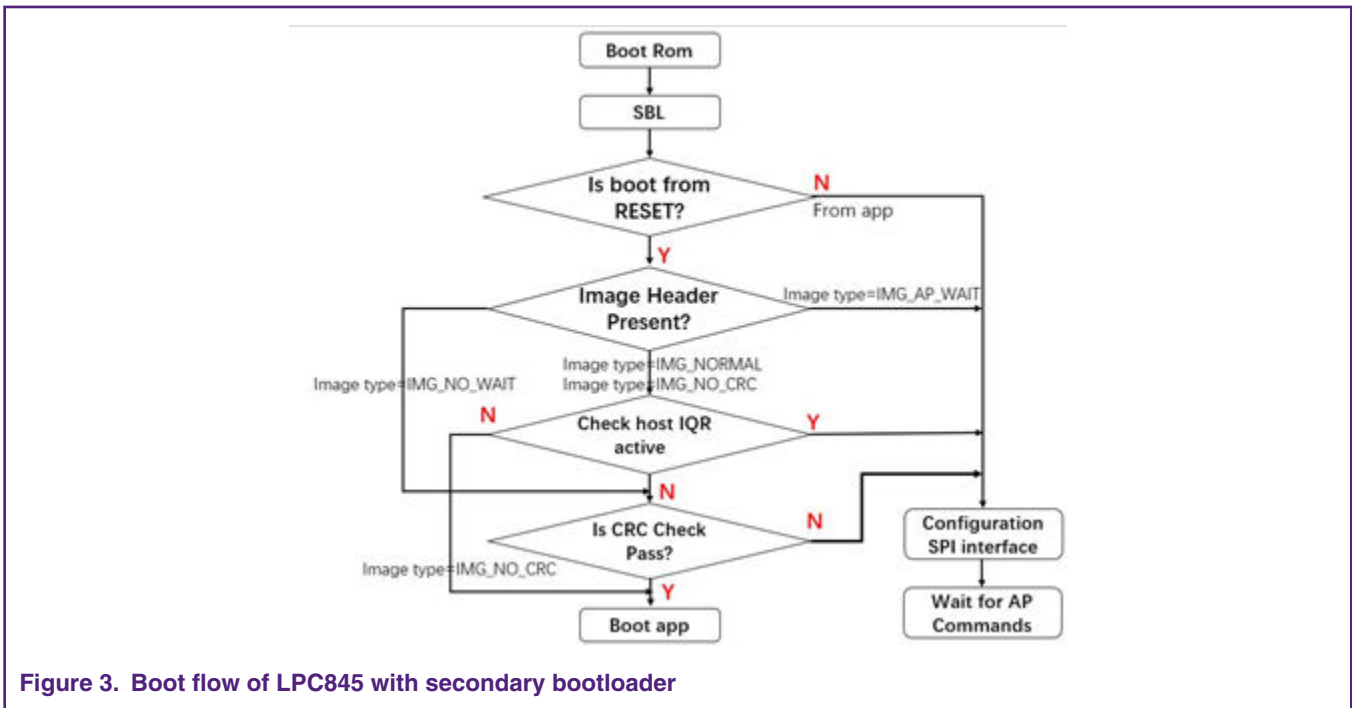 Boot Rom
SBL
Is boot from
RESET?
N
From app
Y
Image Header
Present?
Image type=IMG_AP_WAIT
Image type=IMG_NORMAL
Image type=IMG_NO_CRC
Image type=IMG_NO_WAIT
N
Check host IQR
active
Y
N
Is CRC Check
Pass?
N
Configuration
SPI interface
Image type=IMG_NO_CRC
Y
Wait for AP
Commands
Boot app
Figure 3. Boot flow of LPC845 with secondary bootloader